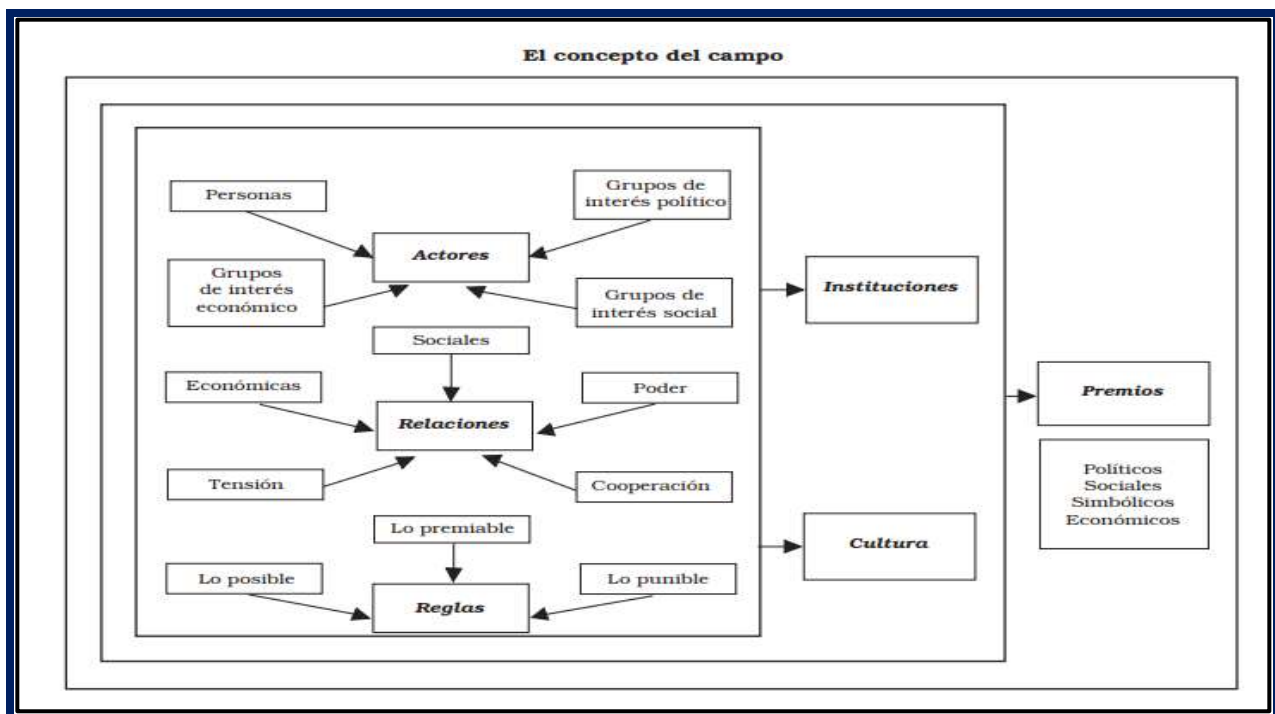 El concepto del campo
Personas
Grupos de
interés político
Actores
Grupos
de interés
económico
Grupos de
interés social
Instituciones
Sociales
Económicas
Poder
Relaciones
Tensión
Cooperación
Lo premiable
Lo posible
Lo punible
Reglas
Cultura
Premios
Políticos
Sociales
Simbólicos
Económicos